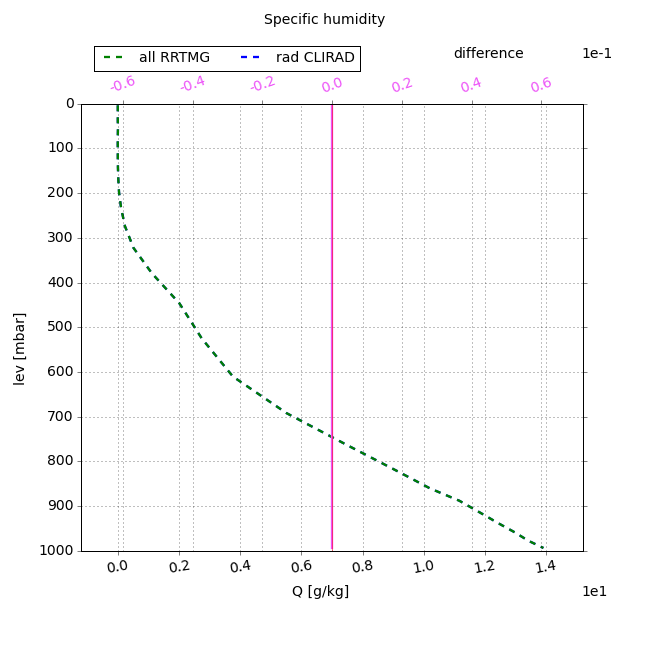 Specific humidity
all RRTMG rad CLIRAD difference 1e-1
-0.6 -0.4 -0.2 0.0 0.2 0.4 0.6
0
100
200
300
400
500
600
700
800
900
1000
lev [mbar]
0.0 0.2 0.4 0.6 0.8 1.0 1.2 1.4
Q [g/kg] 1e1